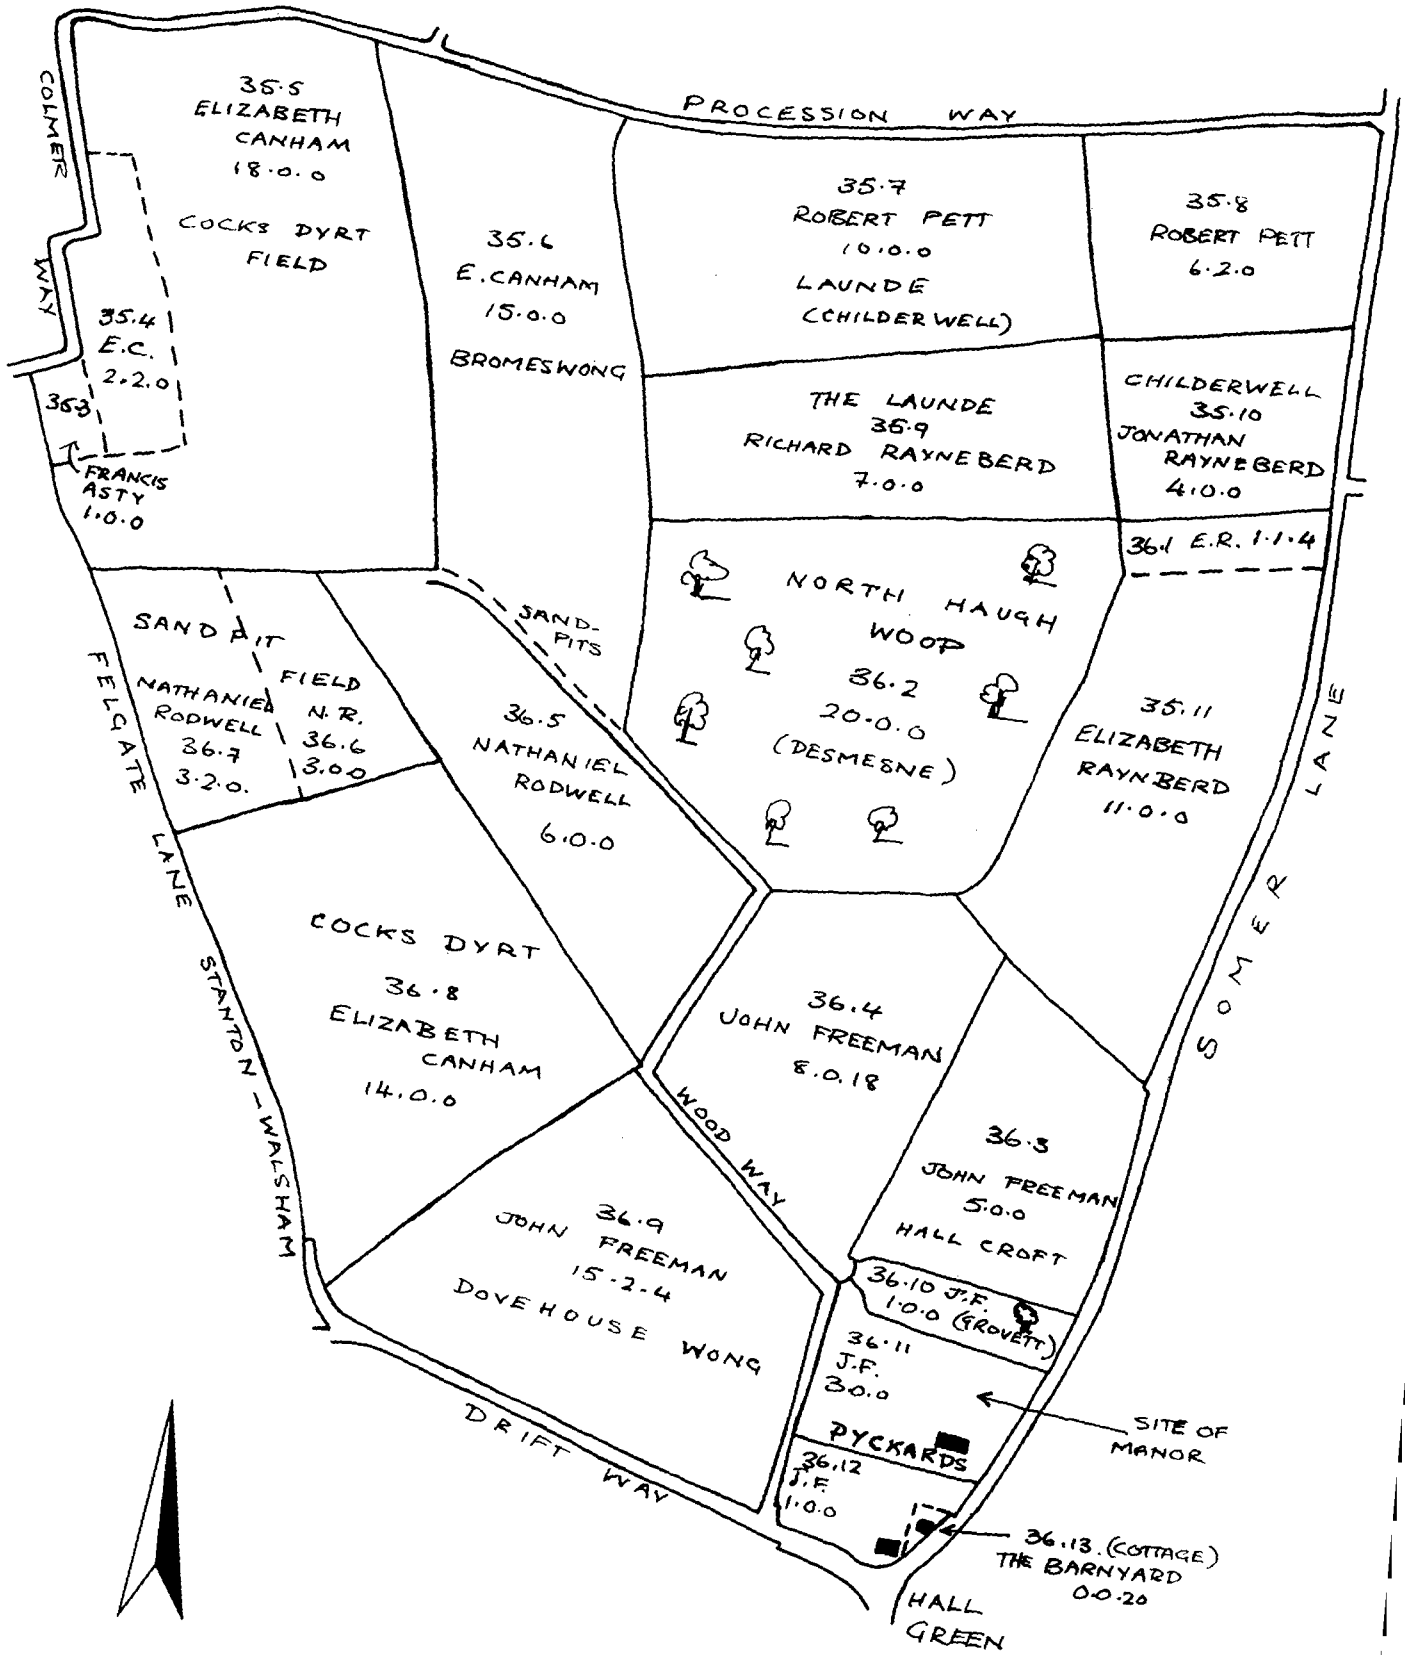 PROCESSION WAY
COLMER
WAY
35.5
ELIZABETH
CANHAM
18.0.0
COCKS DYRT
FIELD
35.4
E.C.
2.2.0
35.3
FRANCIS
ASTY
1.0.0
35.6
E. CANHAM
15.0.0
BROMESWONG
35.7
ROBERT PETT
10.0.0
LAUNDE
(CHILDERWELL)
35.8
ROBERT PETT
6.2.0
THE LAUNDE
35.9
RICHARD RAYNEBERD
7.0.0
CHILDERWELL
35.10
JONATHAN
RAYNEBERD
4.0.0
36.1 E.R. 1.1.4
NORTH HAUGH
WOOD
36.2
20.0.0
(DESMESNE)
35.11
ELIZABETH
RAYNBERD
11.0.0
SOMER LANE
SAND-
PITS
SAND PIT
FIELD
NATHANIEL
RODWELL
36.7
3.2.0.
N.R.
36.6
3.0.0
36.5
NATHANIEL
RODWELL
6.0.0
FELGATE LANE STANTON - WALSHAM
COCKS DYRT
36.8
ELIZABETH
CANHAM
14.0.0
36.4
JOHN FREEMAN
8.0.18
WOOD WAY
36.3
JOHN FREEMAN
5.0.0
HALL CROFT
36.9
JOHN FREEMAN
15.2.4
DOVEHOUSE WONG
36.10 J.F.
1.0.0 (GROVETT)
36.11
J.F.
3.0.0
PYCKARDS
SITE OF
MANOR
36.12
J.F.
1.0.0
36.13. (COTTAGE)
THE BARNYARD
0.0.20
DRIFT WAY
HALL
GREEN